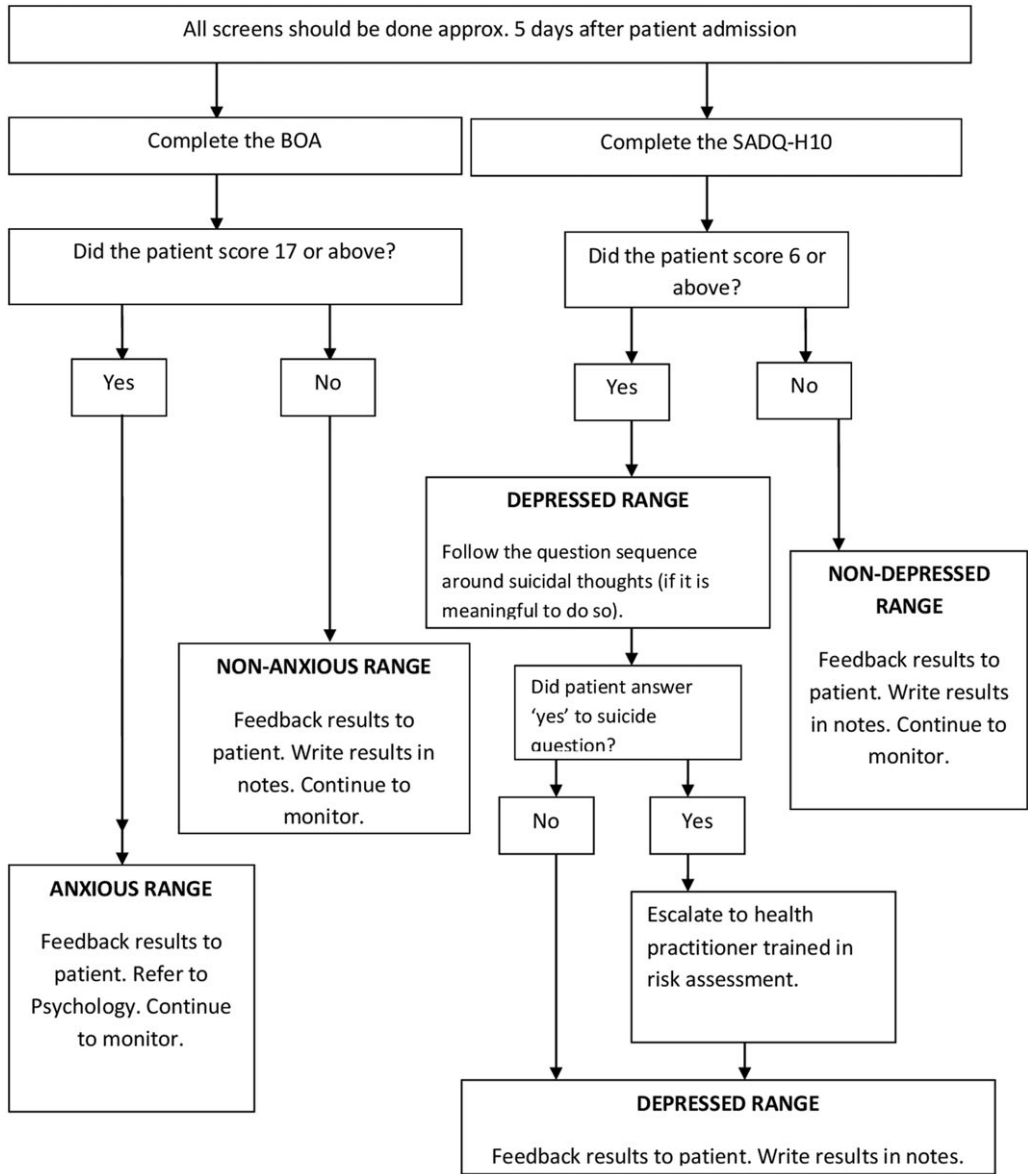 All screens should be done approx. 5 days after patient admission
Complete the BOA
Complete the SADQ-H10
Did the patient score 17 or above?
Did the patient score 6 or
above?
Yes
No
Yes
No
DEPRESSED RANGE
Follow the question sequence
around suicidal thoughts (if it is
meaningful to do so).
NON-DEPRESSED
RANGE
Feedback results to
patient. Write results
in notes. Continue to
monitor.
NON-ANXIOUS RANGE
Feedback results to
patient. Write results in
notes. Continue to
monitor.
Did patient answer
‘yes’ to suicide
question?
No
Yes
ANXIOUS RANGE
Feedback results to
patient. Refer to
Psychology. Continue
to monitor.
Escalate to health
practitioner trained in
risk assessment.
DEPRESSED RANGE
Feedback results to patient. Write results in notes.